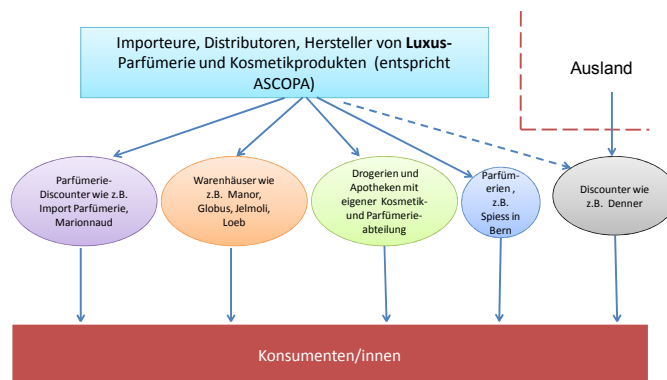 Importeure, Distributoren, Hersteller von Luxus-
Parfümerie und Kosmetikprodukten (entspricht
ASCOPA)
Ausland
Parfümerie-
Discounter wie z.B.
Import Parfümerie,
Marionnaud
Warenhäuser wie
z.B. Manor,
Globus, Jelmoli,
Loeb
Drogerien und
Apotheken mit
eigener Kosmetik-
und Parfümerie-
abteilung
Parfüm-
erien ,
z.B.
Spiess in
Bern
Discounter wie
z.B. Denner
Konsumenten/innen